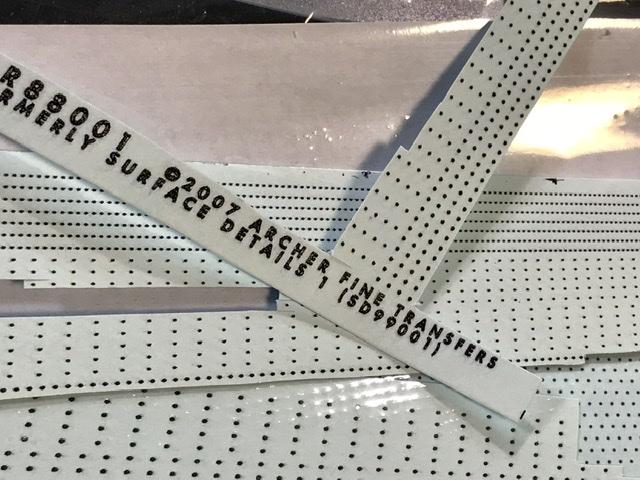 R88001 ©2007 ARCHER FINE TRANSFERS
RMERLY SURFACE DETAILS 1 (SD99001)